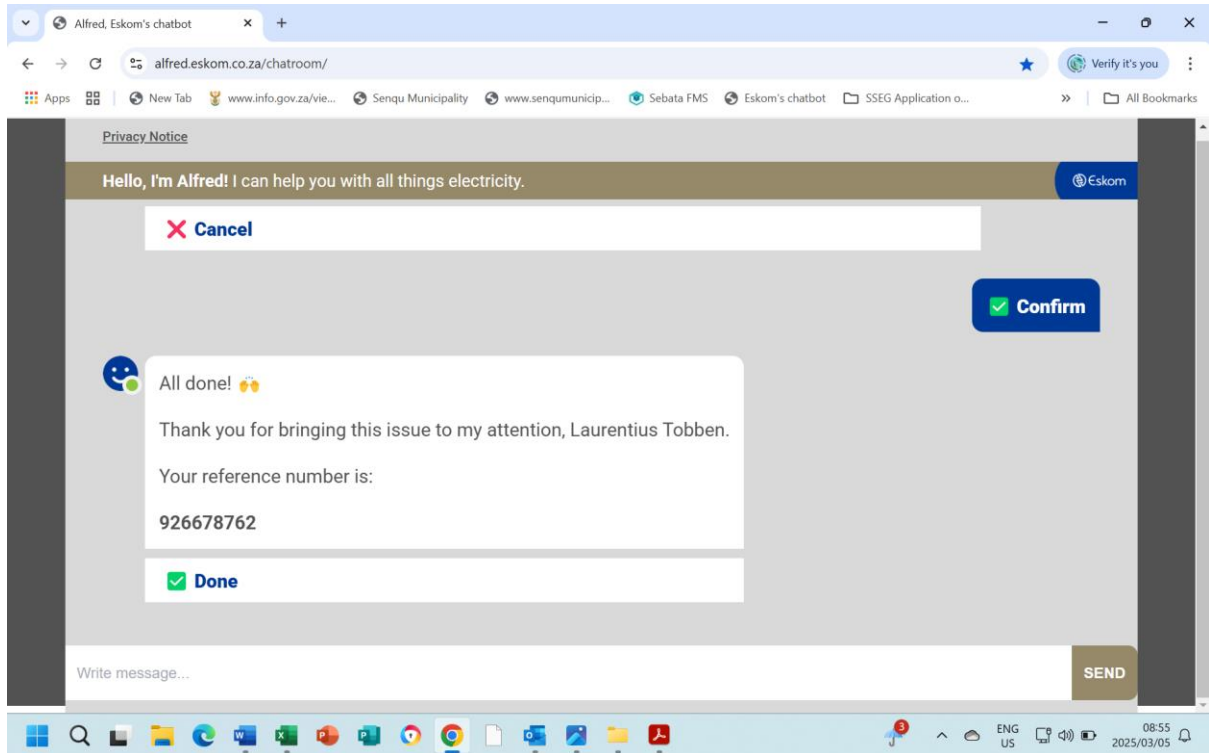 Alfred, Eskom's chatbot
alfred.eskom.co.za/chatroom/
Verify it's you
Apps
New Tab
www.info.gov.za/vie...
Senqu Municipality
www.senqumunicip...
Sebata FMS
Eskom's chatbot
SSEG Application o...
All Bookmarks
Privacy Notice
Hello, I'm Alfred! I can help you with all things electricity.
Eskom
Cancel
Confirm
All done!
Thank you for bringing this issue to my attention, Laurentius Tobben.
Your reference number is:
926678762
Done
Write message...
SEND
3
ENG
US
08:55
2025/03/05